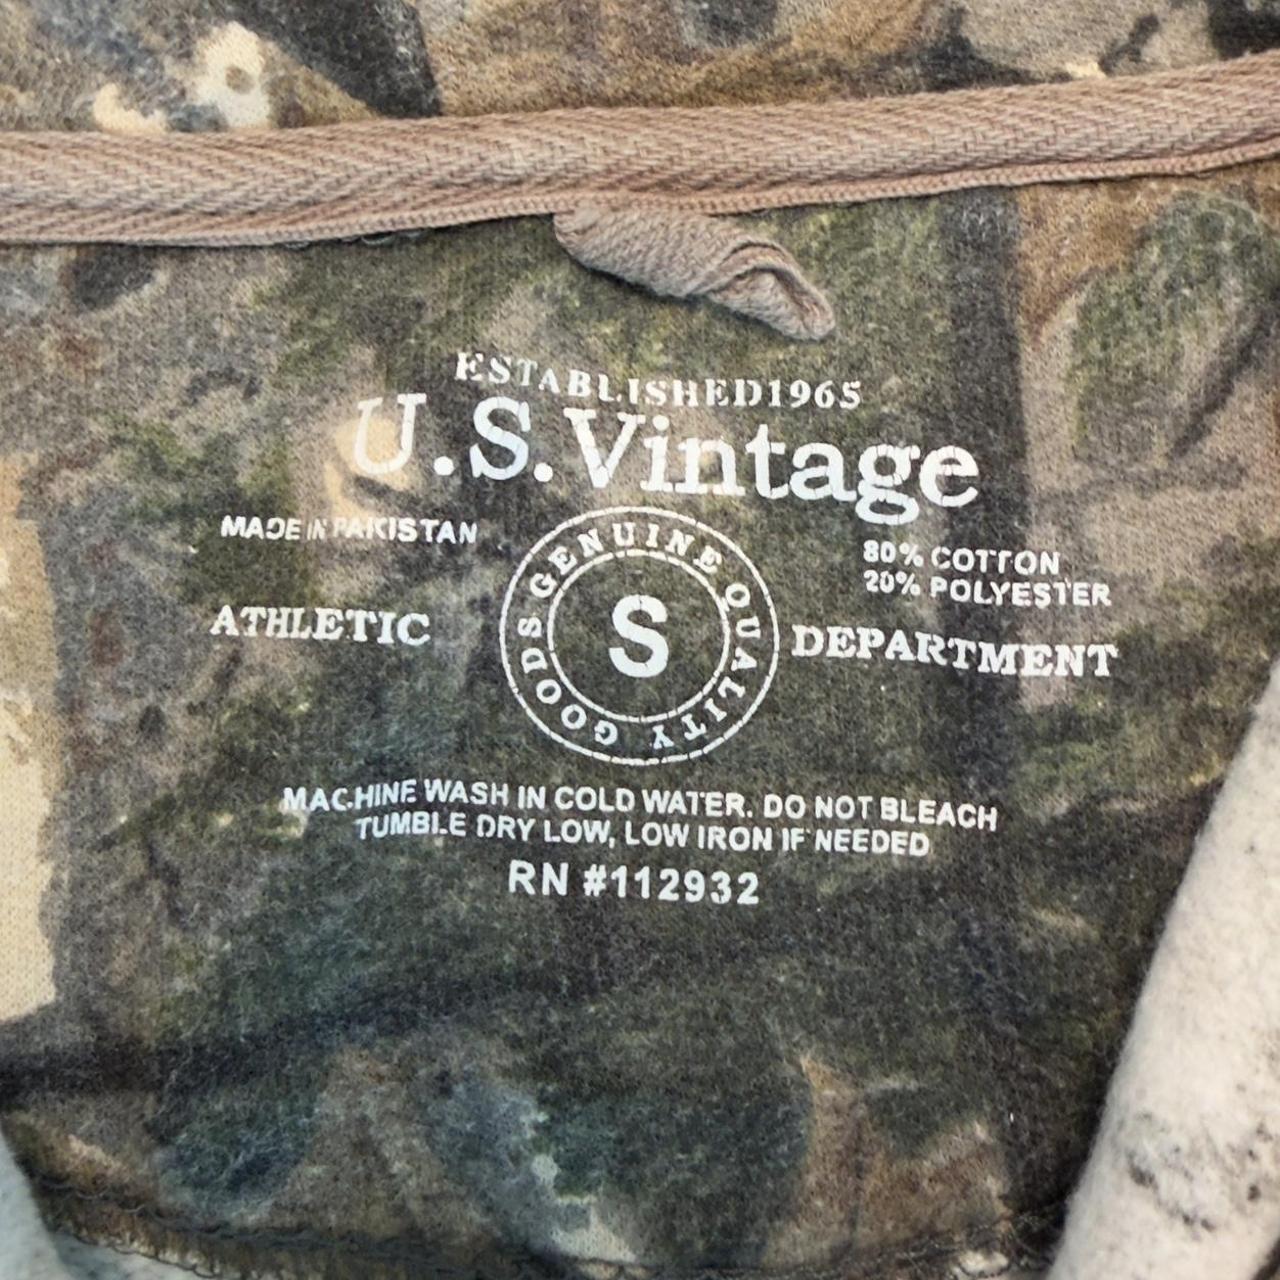 ESTABLISHED1965
U.S.Vintage
MADE IN PAKISTAN
80% COTTON
20% POLYESTER
GENUINE QUALITY GOODS
ATHLETIC
S
DEPARTMENT
MACHINE WASH IN COLD WATER. DO NOT BLEACH
TUMBLE DRY LOW, LOW IRON IF NEEDED
RN #112932